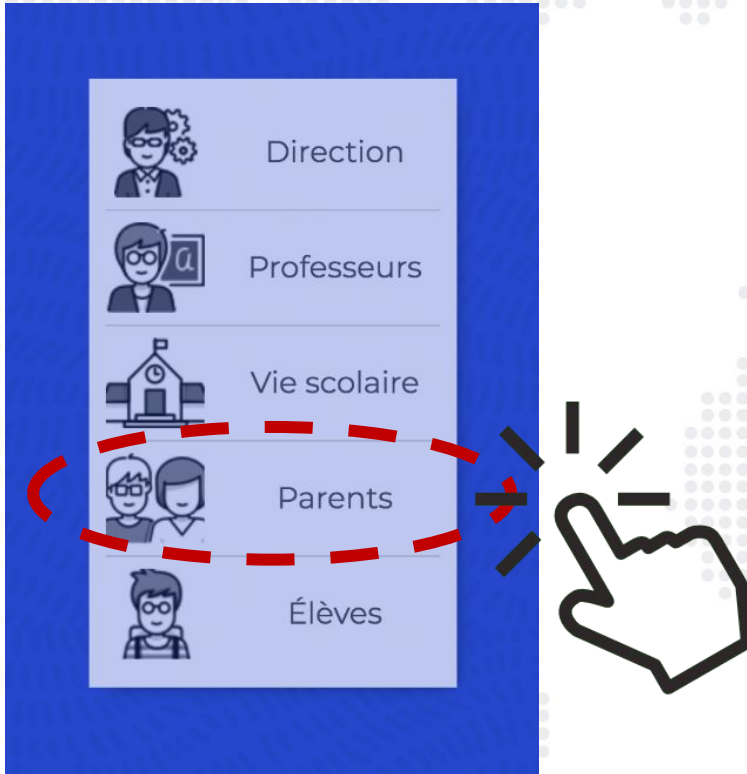 Direction
Professeurs
Vie scolaire
Parents
Élèves